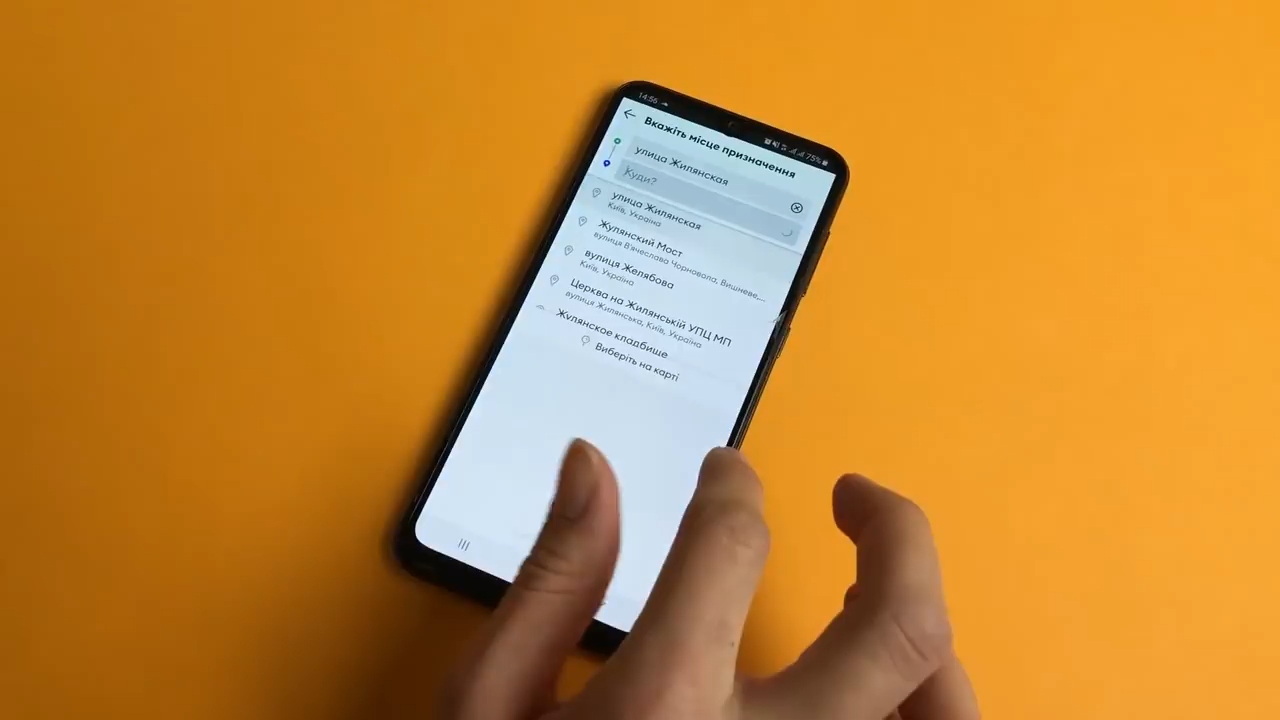 14:55
75%
Вкажіть місце призначення
улица Жилянская
Куди?
улица Жилянская
Київ, Україна
Жулянский Мост
вулиця В'ячеслава Чорновола, Вишневе,...
вулиця Желябова
Київ, Україна
Церква на Жилянській УПЦ МП
вулиця Жилянська, Київ, Україна
Жулянское кладбище
Виберіть на карті